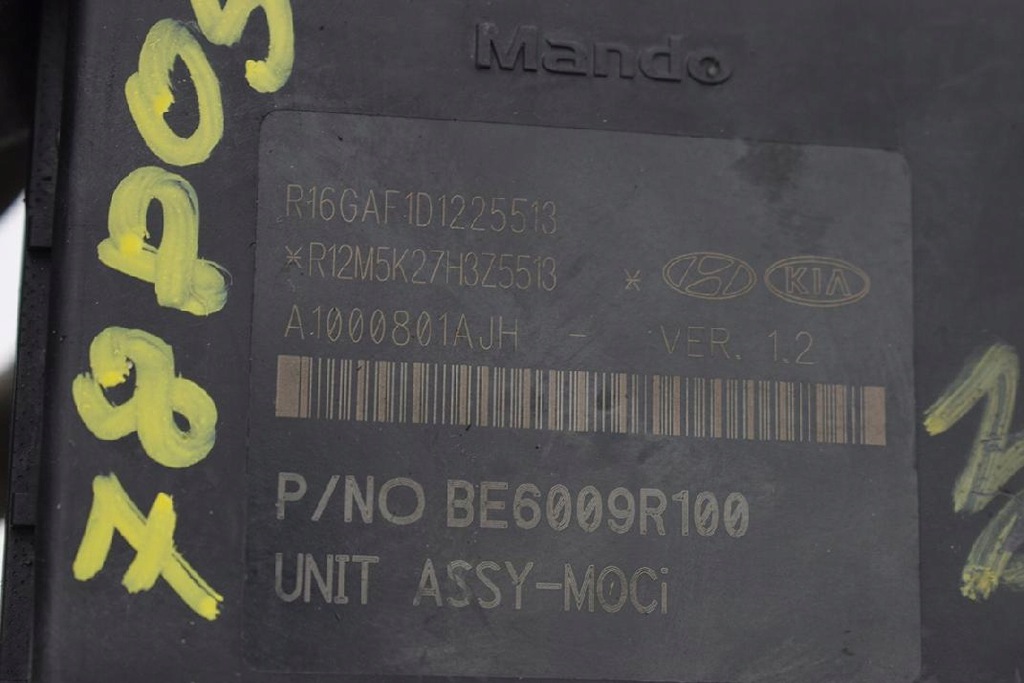 Mando
R16GAF1D1225513
*R12M5K27H3Z5513 * KIA
A1000801AJH - VER. 1.2
P/NO BE6009R100
UNIT ASSY-MOCi